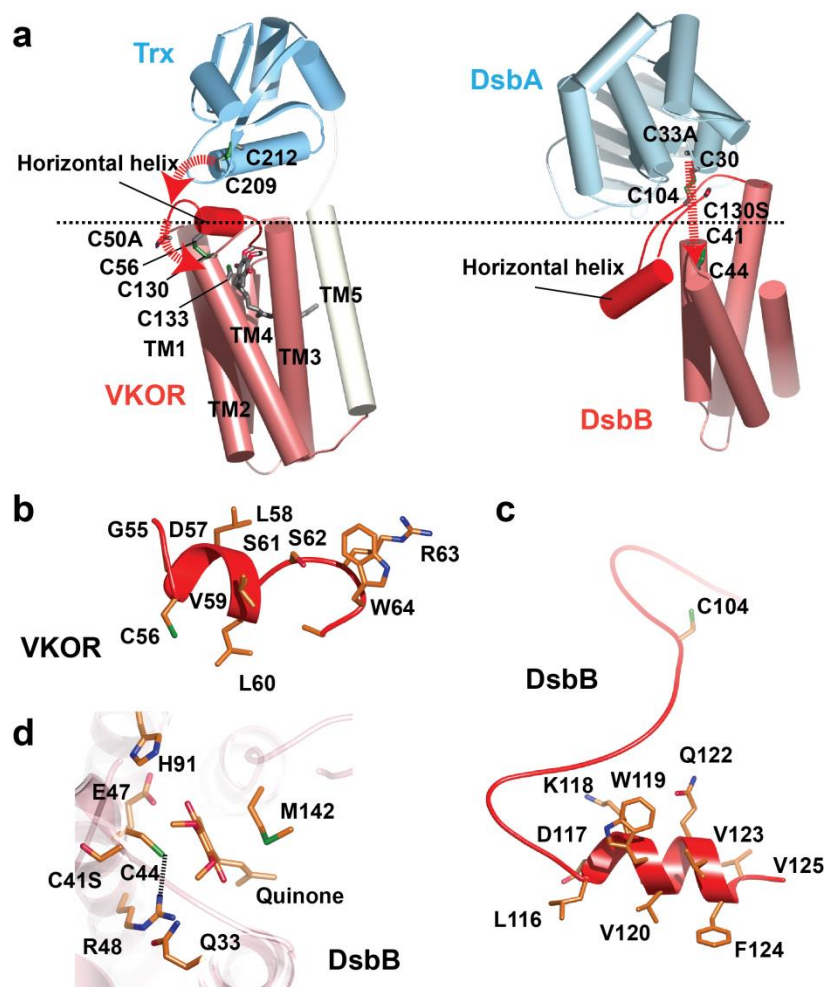 a
Trx
DsbA
C33A
C212
C30
Horizontal helix
C209
C104
C130S
C50A
C41
C56
C44
C130
Horizontal helix
C133
TM5
TM4
TM1
TM3
VKOR
TM2
DsbB
b
c
G55
D57
L58
S61
S62
R63
V59
W64
C56
C104
VKOR
L60
DsbB
d
H91
Q122
K118
W119
E47
M142
D117
V123
C41S
C44
V125
Quinone
L116
V120
R48
Q33
F124
DsbB